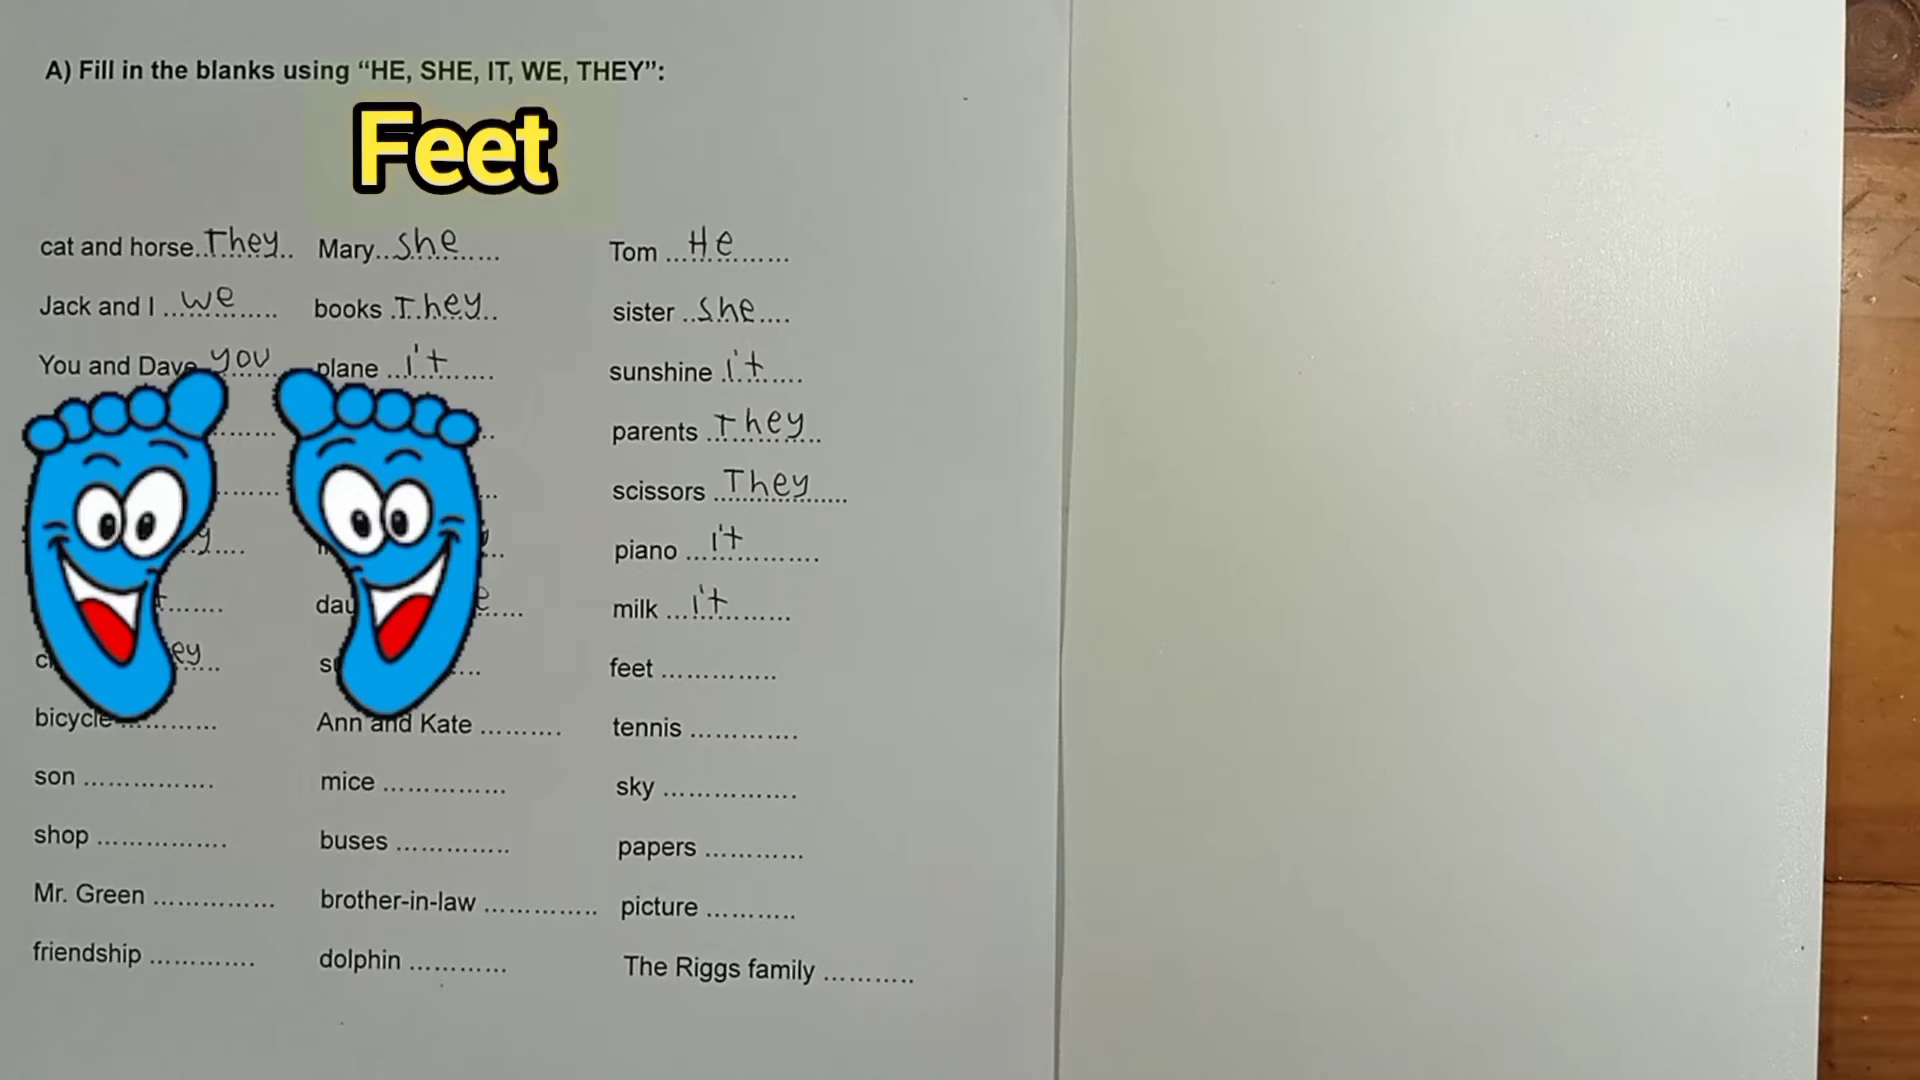 A) Fill in the blanks using “HE, SHE, IT, WE, THEY”:
Feet
cat and horse..They.. Mary...she....... Tom ...He.........
Jack and I ...we......... books .They.. sister ..She....
You and Dave you plane ...it....... sunshine .it.......
parents ..They......
scissors ..They..........
piano ...it............
dau milk ...it.........
feet ..............
bicycle ............ Ann and Kate .......... tennis .............
son ................ mice ............... sky ................
shop ................ buses .............. papers ............
Mr. Green ............... brother-in-law .............. picture ...........
friendship ............. dolphin ............ The Riggs family ...........